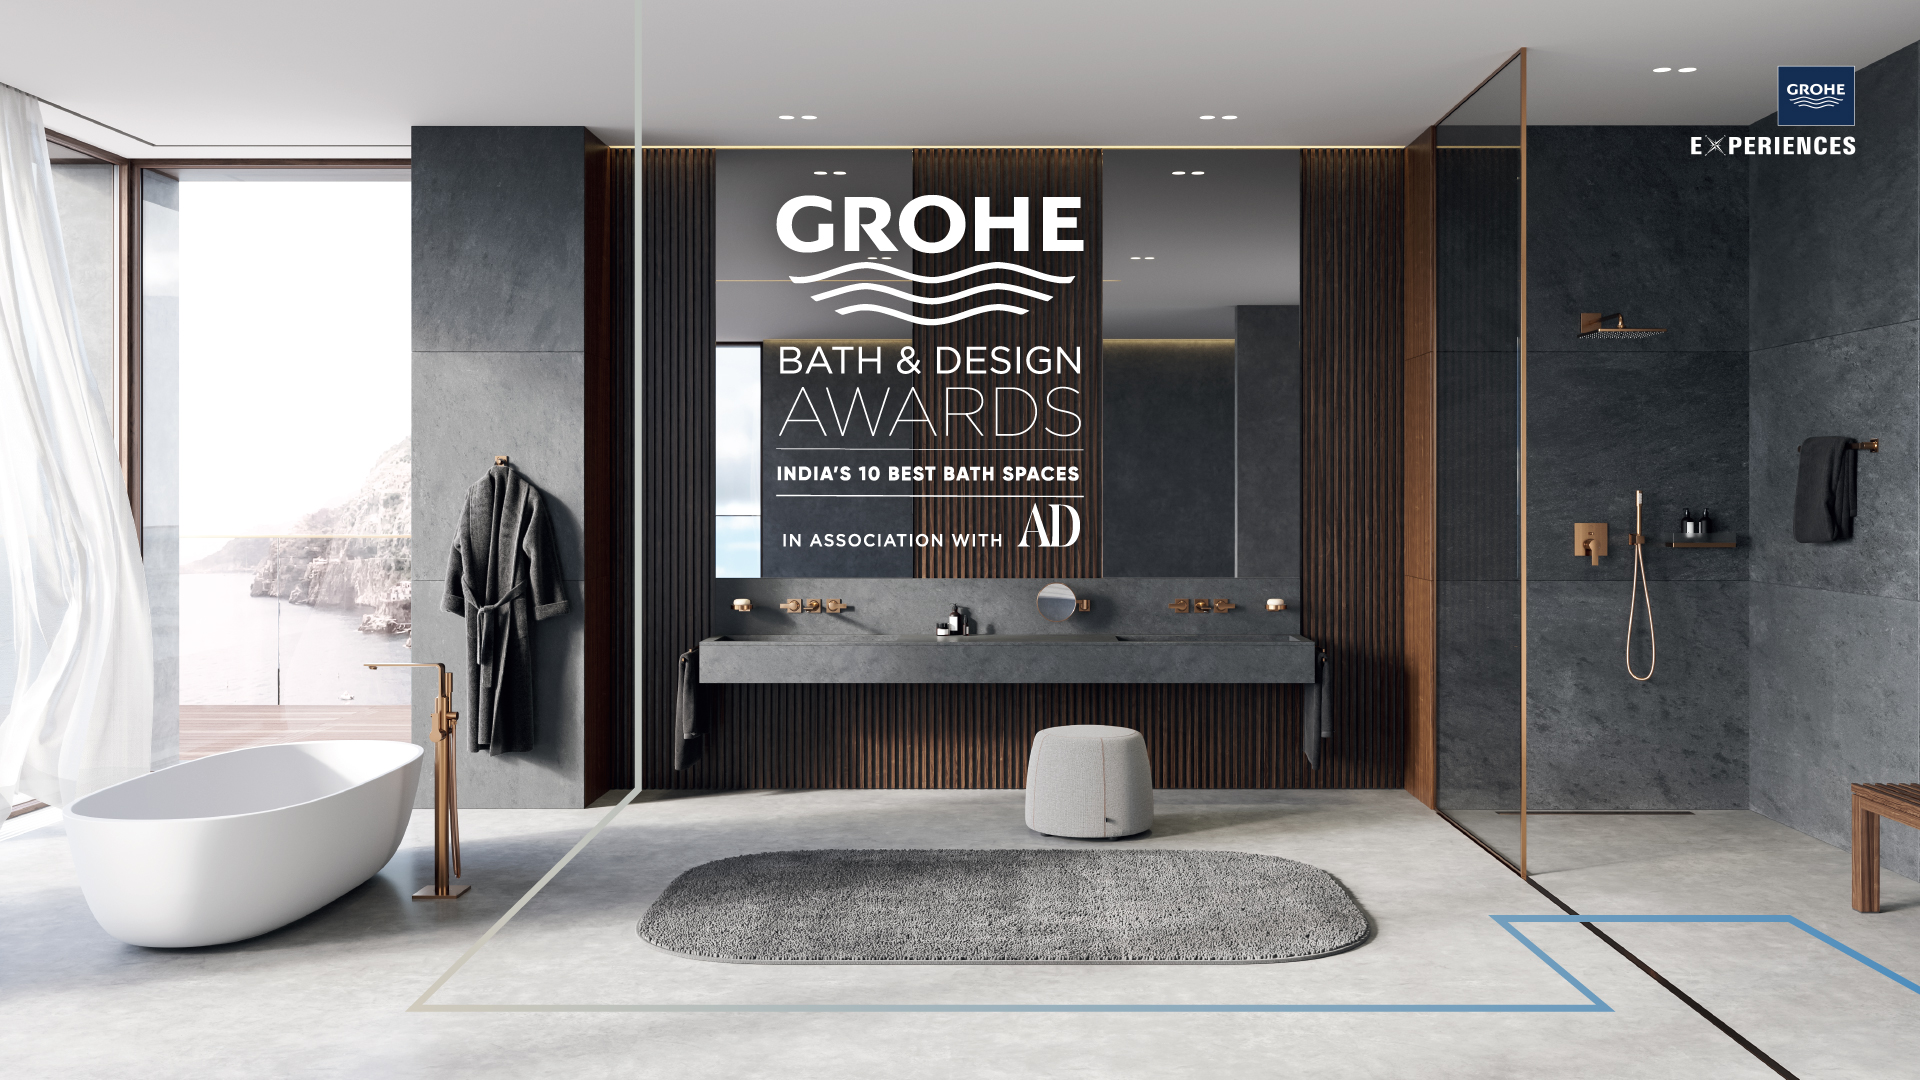 GROHE
BATH & DESIGN
AWARDS
INDIA'S 10 BEST BATH SPACES
IN ASSOCIATION WITH AD
GROHE
EXPERIENCES